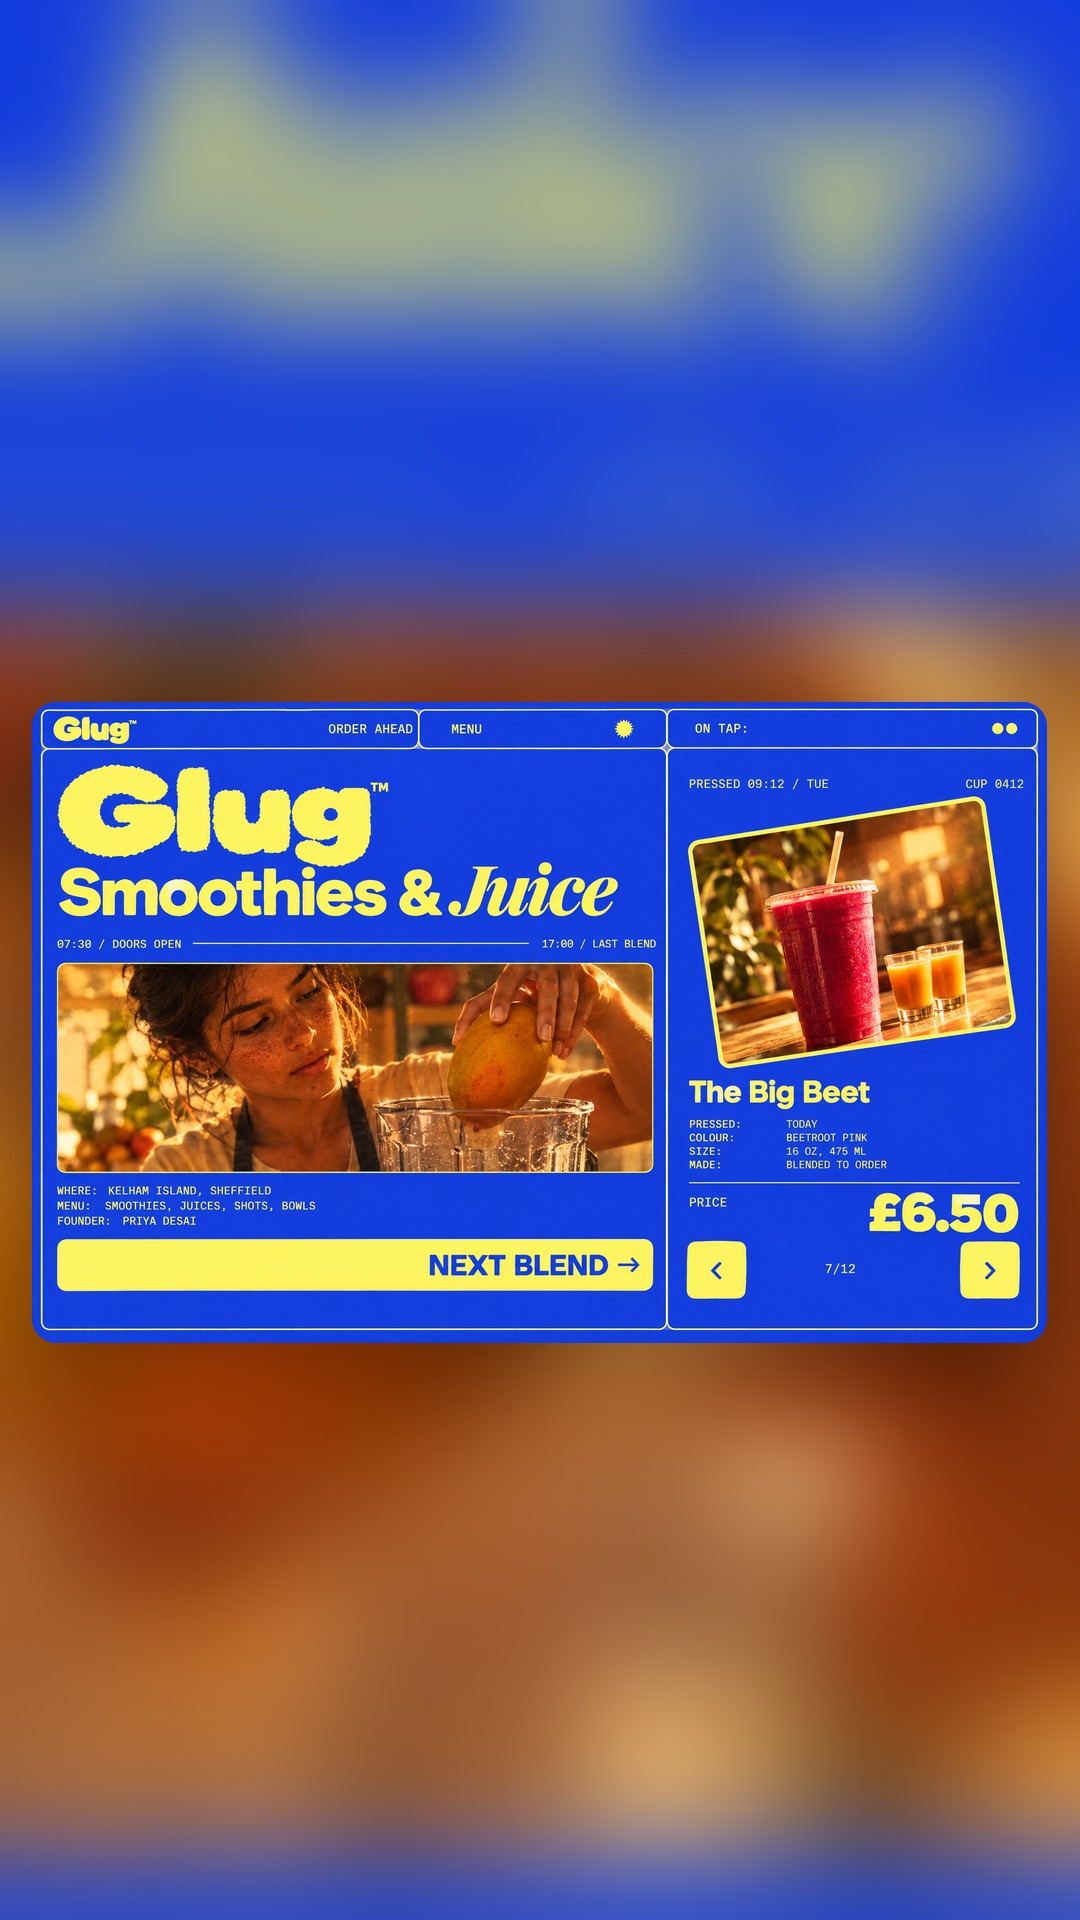 Glug™
ORDER AHEAD
MENU
ON TAP:
Glug™
Smoothies & Juice
07:30 / DOORS OPEN
17:00 / LAST BLEND
WHERE: KELHAM ISLAND, SHEFFIELD
MENU: SMOOTHIES, JUICES, SHOTS, BOWLS
FOUNDER: PRIYA DESAI
NEXT BLEND →
PRESSED 09:12 / TUE
CUP 0412
The Big Beet
PRESSED: TODAY
COLOUR: BEETROOT PINK
SIZE: 16 OZ, 475 ML
MADE: BLENDED TO ORDER
PRICE
£6.50
7/12